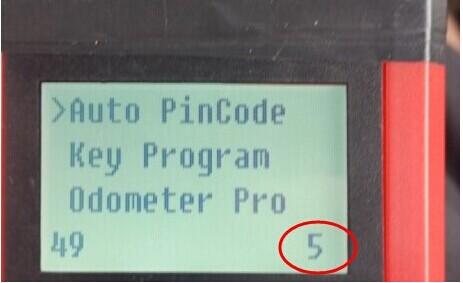 >Auto PinCode
Key Program
Odometer Pro
49 5